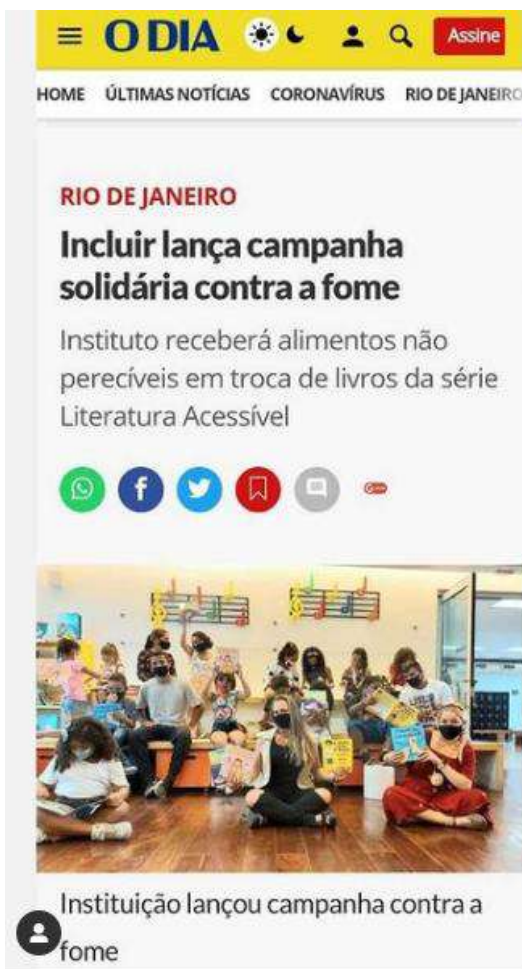 O DIA
Assine
HOME ÚLTIMAS NOTÍCIAS CORONAVÍRUS RIO DE JANEIRO
RIO DE JANEIRO
Incluir lança campanha
solidária contra a fome
Instituto receberá alimentos não
perecíveis em troca de livros da série
Literatura Acessível
Instituição lançou campanha contra a
fome